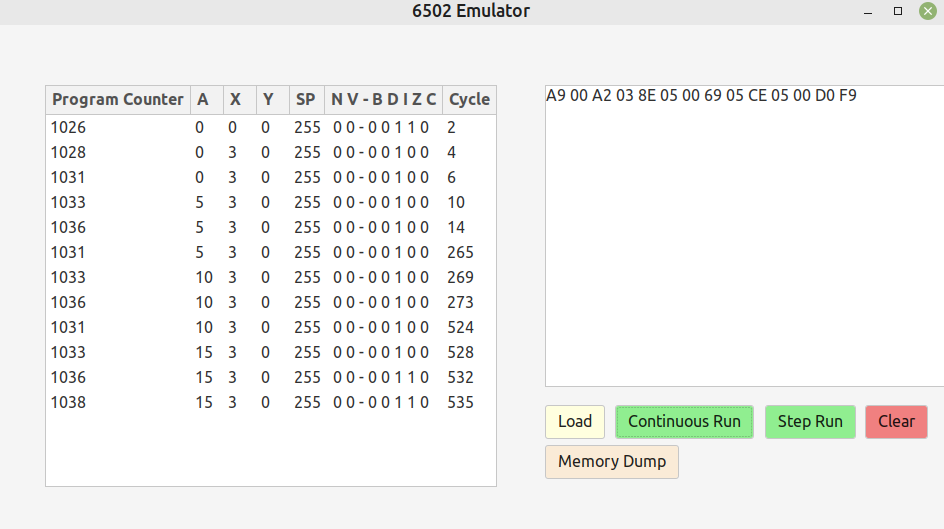 6502 Emulator
Program Counter A X Y SP N V - B D I Z C Cycle
1026 0 0 0 255 0 0 - 0 0 1 1 0 2
1028 0 3 0 255 0 0 - 0 0 1 0 0 4
1031 0 3 0 255 0 0 - 0 0 1 0 0 6
1033 5 3 0 255 0 0 - 0 0 1 0 0 10
1036 5 3 0 255 0 0 - 0 0 1 0 0 14
1031 5 3 0 255 0 0 - 0 0 1 0 0 265
1033 10 3 0 255 0 0 - 0 0 1 0 0 269
1036 10 3 0 255 0 0 - 0 0 1 0 0 273
1031 10 3 0 255 0 0 - 0 0 1 0 0 524
1033 15 3 0 255 0 0 - 0 0 1 0 0 528
1036 15 3 0 255 0 0 - 0 0 1 1 0 532
1038 15 3 0 255 0 0 - 0 0 1 1 0 535
A9 00 A2 03 8E 05 00 69 05 CE 05 00 D0 F9
Load Continuous Run Step Run Clear
Memory Dump